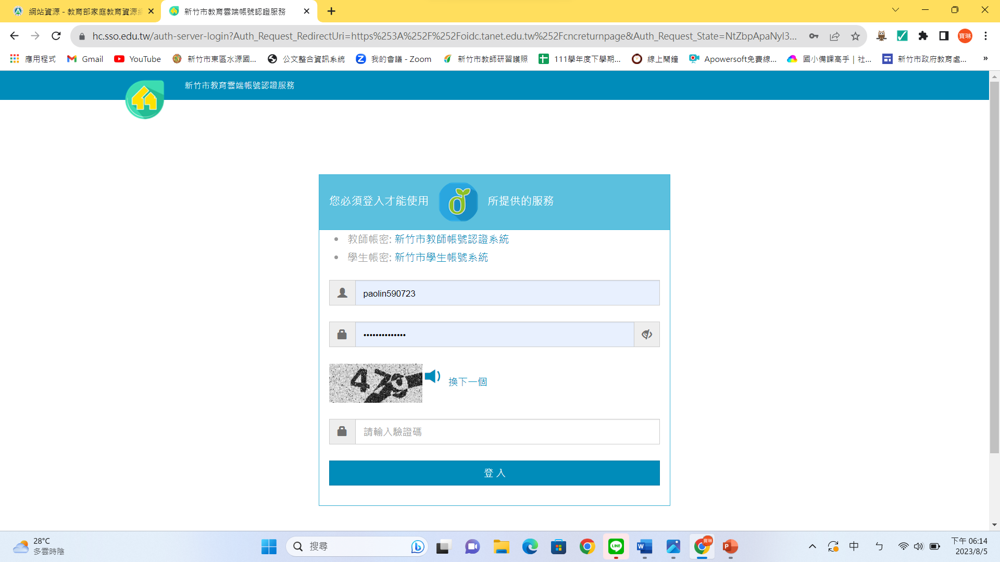 網站資源 - 教育部家庭教育資源網
新竹市教育雲端帳號認證服務
hc.sso.edu.tw/auth-server-login?Auth_Request_RedirectUri=https%253A%252F%252Foidc.tanet.edu.tw%252Fcncreturnpage&Auth_Request_State=NtZbpApaNyl3...
寶琳
應用程式
Gmail
YouTube
新竹市東區水源國...
公文整合資訊系統
我的會議 - Zoom
新竹市教師研習護照
111學年度下學期...
線上鬧鐘
Apowersoft免費線...
國小備課高手｜社...
新竹市政府教育處...
»
新竹市教育雲端帳號認證服務
您必須登入才能使用 所提供的服務
教師帳密: 新竹市教師帳號認證系統
學生帳密: 新竹市學生帳號系統
paolin590723
••••••••••••••
479
換下一個
請輸入驗證碼
登 入
28°C
多雲時陰
搜尋
LINE
中
ㄅ
下午 06:14
2023/8/5